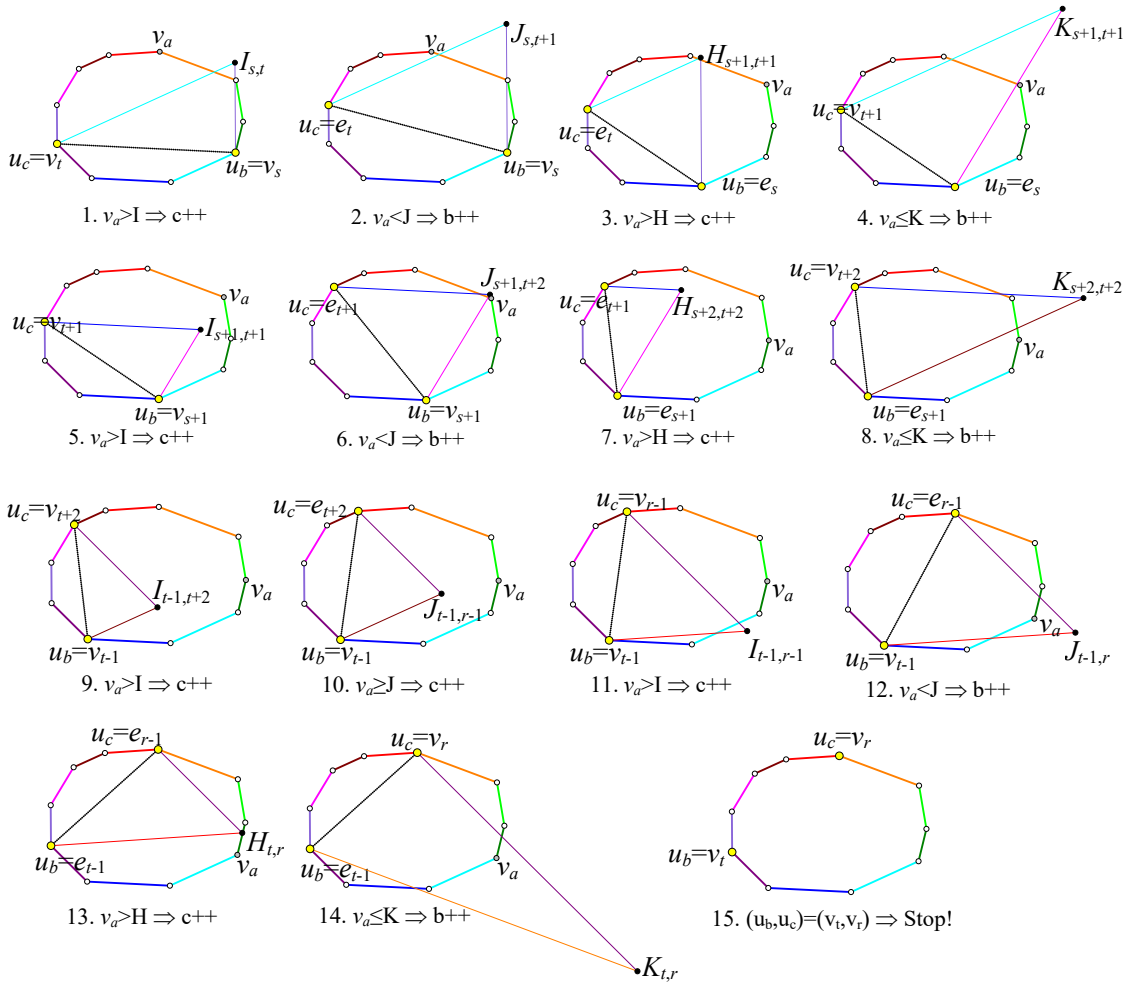 v_a
I_{s,t}
u_c=v_t
u_b=v_s
1. v_a>I ⇒ c++
v_a
J_{s,t+1}
u_c=e_t
u_b=v_s
2. v_a<J ⇒ b++
H_{s+1,t+1}
v_a
u_c=e_t
u_b=e_s
3. v_a>H ⇒ c++
K_{s+1,t+1}
v_a
u_c=v_{t+1}
u_b=e_s
4. v_a≤K ⇒ b++
v_a
u_c=v_{t+1}
I_{s+1,t+1}
u_b=v_{s+1}
5. v_a>I ⇒ c++
J_{s+1,t+2}
u_c=e_{t+1}
v_a
u_b=v_{s+1}
6. v_a<J ⇒ b++
u_c=e_{t+1}
H_{s+2,t+2}
v_a
u_b=e_{s+1}
7. v_a>H ⇒ c++
u_c=v_{t+2}
K_{s+2,t+2}
v_a
u_b=e_{s+1}
8. v_a≤K ⇒ b++
u_c=v_{t+2}
I_{t-1,t+2}
v_a
u_b=v_{t-1}
9. v_a>I ⇒ c++
u_c=e_{t+2}
v_a
J_{t-1,r-1}
u_b=v_{t-1}
10. v_a≥J ⇒ c++
u_c=v_{r-1}
v_a
u_b=v_{t-1}
I_{t-1,r-1}
11. v_a>I ⇒ c++
u_c=e_{r-1}
v_a
u_b=v_{t-1}
J_{t-1,r}
12. v_a<J ⇒ b++
u_c=e_{r-1}
H_{t,r}
u_b=e_{t-1}
v_a
13. v_a>H ⇒ c++
u_c=v_r
v_a
u_b=e_{t-1}
14. v_a≤K ⇒ b++
K_{t,r}
u_c=v_r
u_b=v_t
15. (u_b,u_c)=(v_t,v_r) ⇒ Stop!